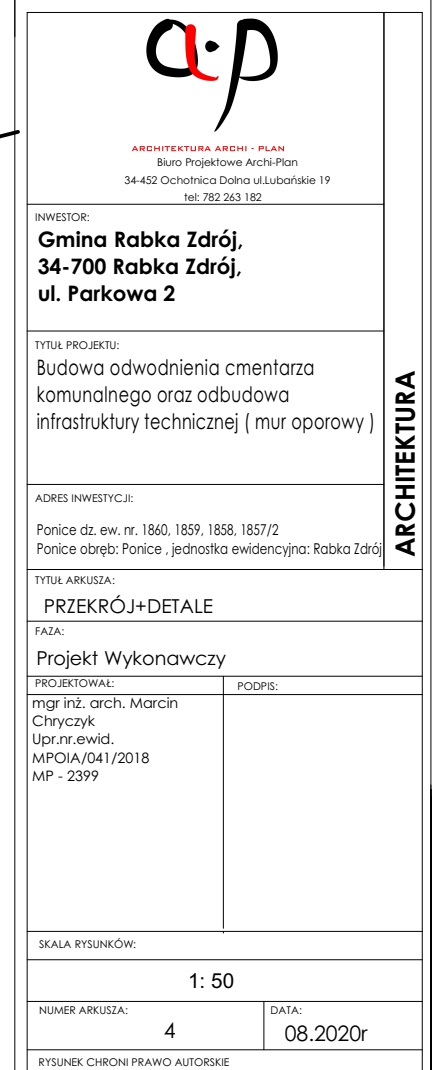 a·p
ARCHITEKTURA ARCHI - PLAN
Biuro Projektowe Archi-Plan
34-452 Ochotnica Dolna ul.Lubańskie 19
tel: 782 263 182
INWESTOR:
Gmina Rabka Zdrój,
34-700 Rabka Zdrój,
ul. Parkowa 2
TYTUŁ PROJEKTU:
Budowa odwodnienia cmentarza
komunalnego oraz odbudowa
infrastruktury technicznej ( mur oporowy )
ADRES INWESTYCJI:
Ponice dz. ew. nr. 1860, 1859, 1858, 1857/2
Ponice obręb: Ponice , jednostka ewidencyjna: Rabka Zdrój
ARCHITEKTURA
TYTUŁ ARKUSZA:
PRZEKRÓJ+DETALE
FAZA:
Projekt Wykonawczy
PROJEKTOWAŁ:
mgr inż. arch. Marcin
Chryczyk
Upr.nr.ewid.
MPOIA/041/2018
MP - 2399
PODPIS:
SKALA RYSUNKÓW:
1: 50
NUMER ARKUSZA:
4
DATA:
08.2020r
RYSUNEK CHRONI PRAWO AUTORSKIE